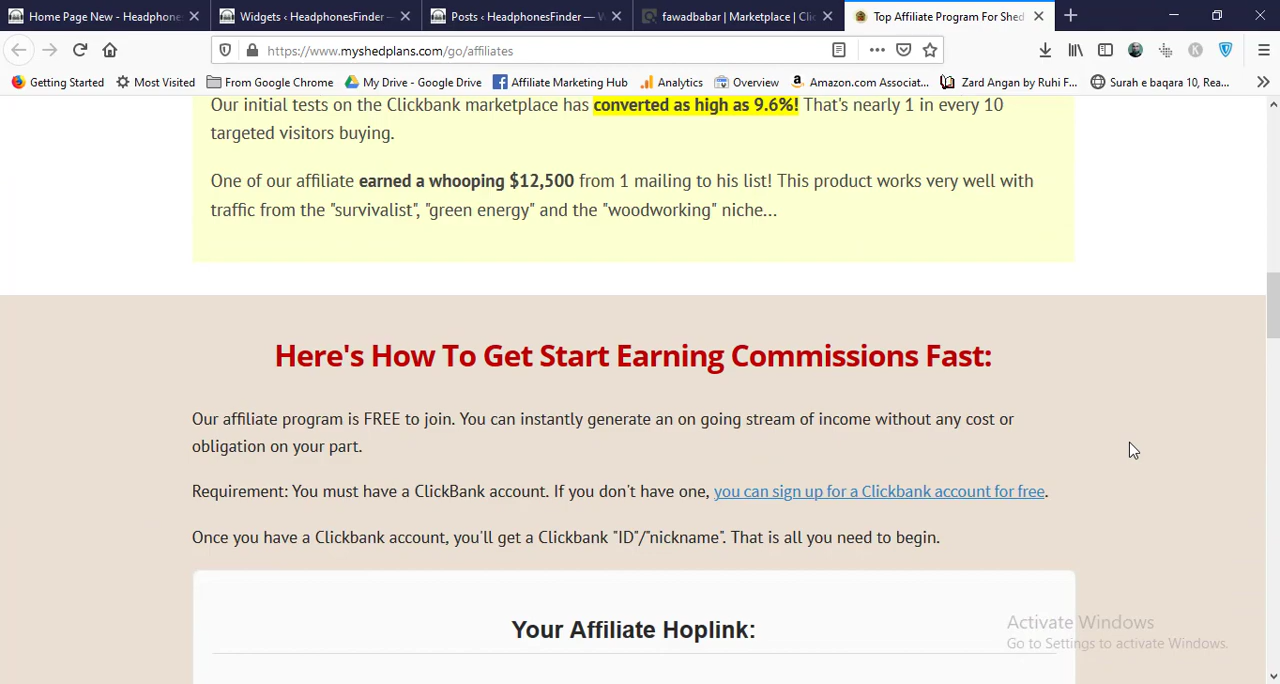 Home Page New - Headphone
Widgets ‹ HeadphonesFinder —
Posts ‹ HeadphonesFinder — W
fawadbabar | Marketplace | Clic
Top Affiliate Program For Shed
https://www.myshedplans.com/go/affiliates
Getting Started
Most Visited
From Google Chrome
My Drive - Google Drive
Affiliate Marketing Hub
Analytics
Overview
Amazon.com Associat...
Zard Angan by Ruhi F...
Surah e baqara 10, Rea...
Our initial tests on the Clickbank marketplace has converted as high as 9.6%! That's nearly 1 in every 10
targeted visitors buying.
One of our affiliate earned a whooping $12,500 from 1 mailing to his list! This product works very well with
traffic from the "survivalist", "green energy" and the "woodworking" niche...
Here's How To Get Start Earning Commissions Fast:
Our affiliate program is FREE to join. You can instantly generate an on going stream of income without any cost or
obligation on your part.
Requirement: You must have a ClickBank account. If you don't have one, you can sign up for a Clickbank account for free.
Once you have a Clickbank account, you'll get a Clickbank "ID"/"nickname". That is all you need to begin.
Your Affiliate Hoplink:
Activate Windows
Go to Settings to activate Windows.